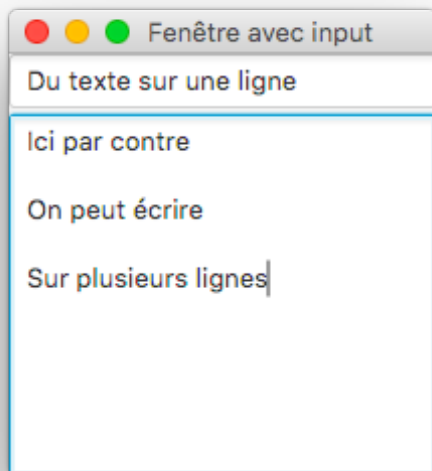 Fenêtre avec input
Du texte sur une ligne
Ici par contre
On peut écrire
Sur plusieurs lignes